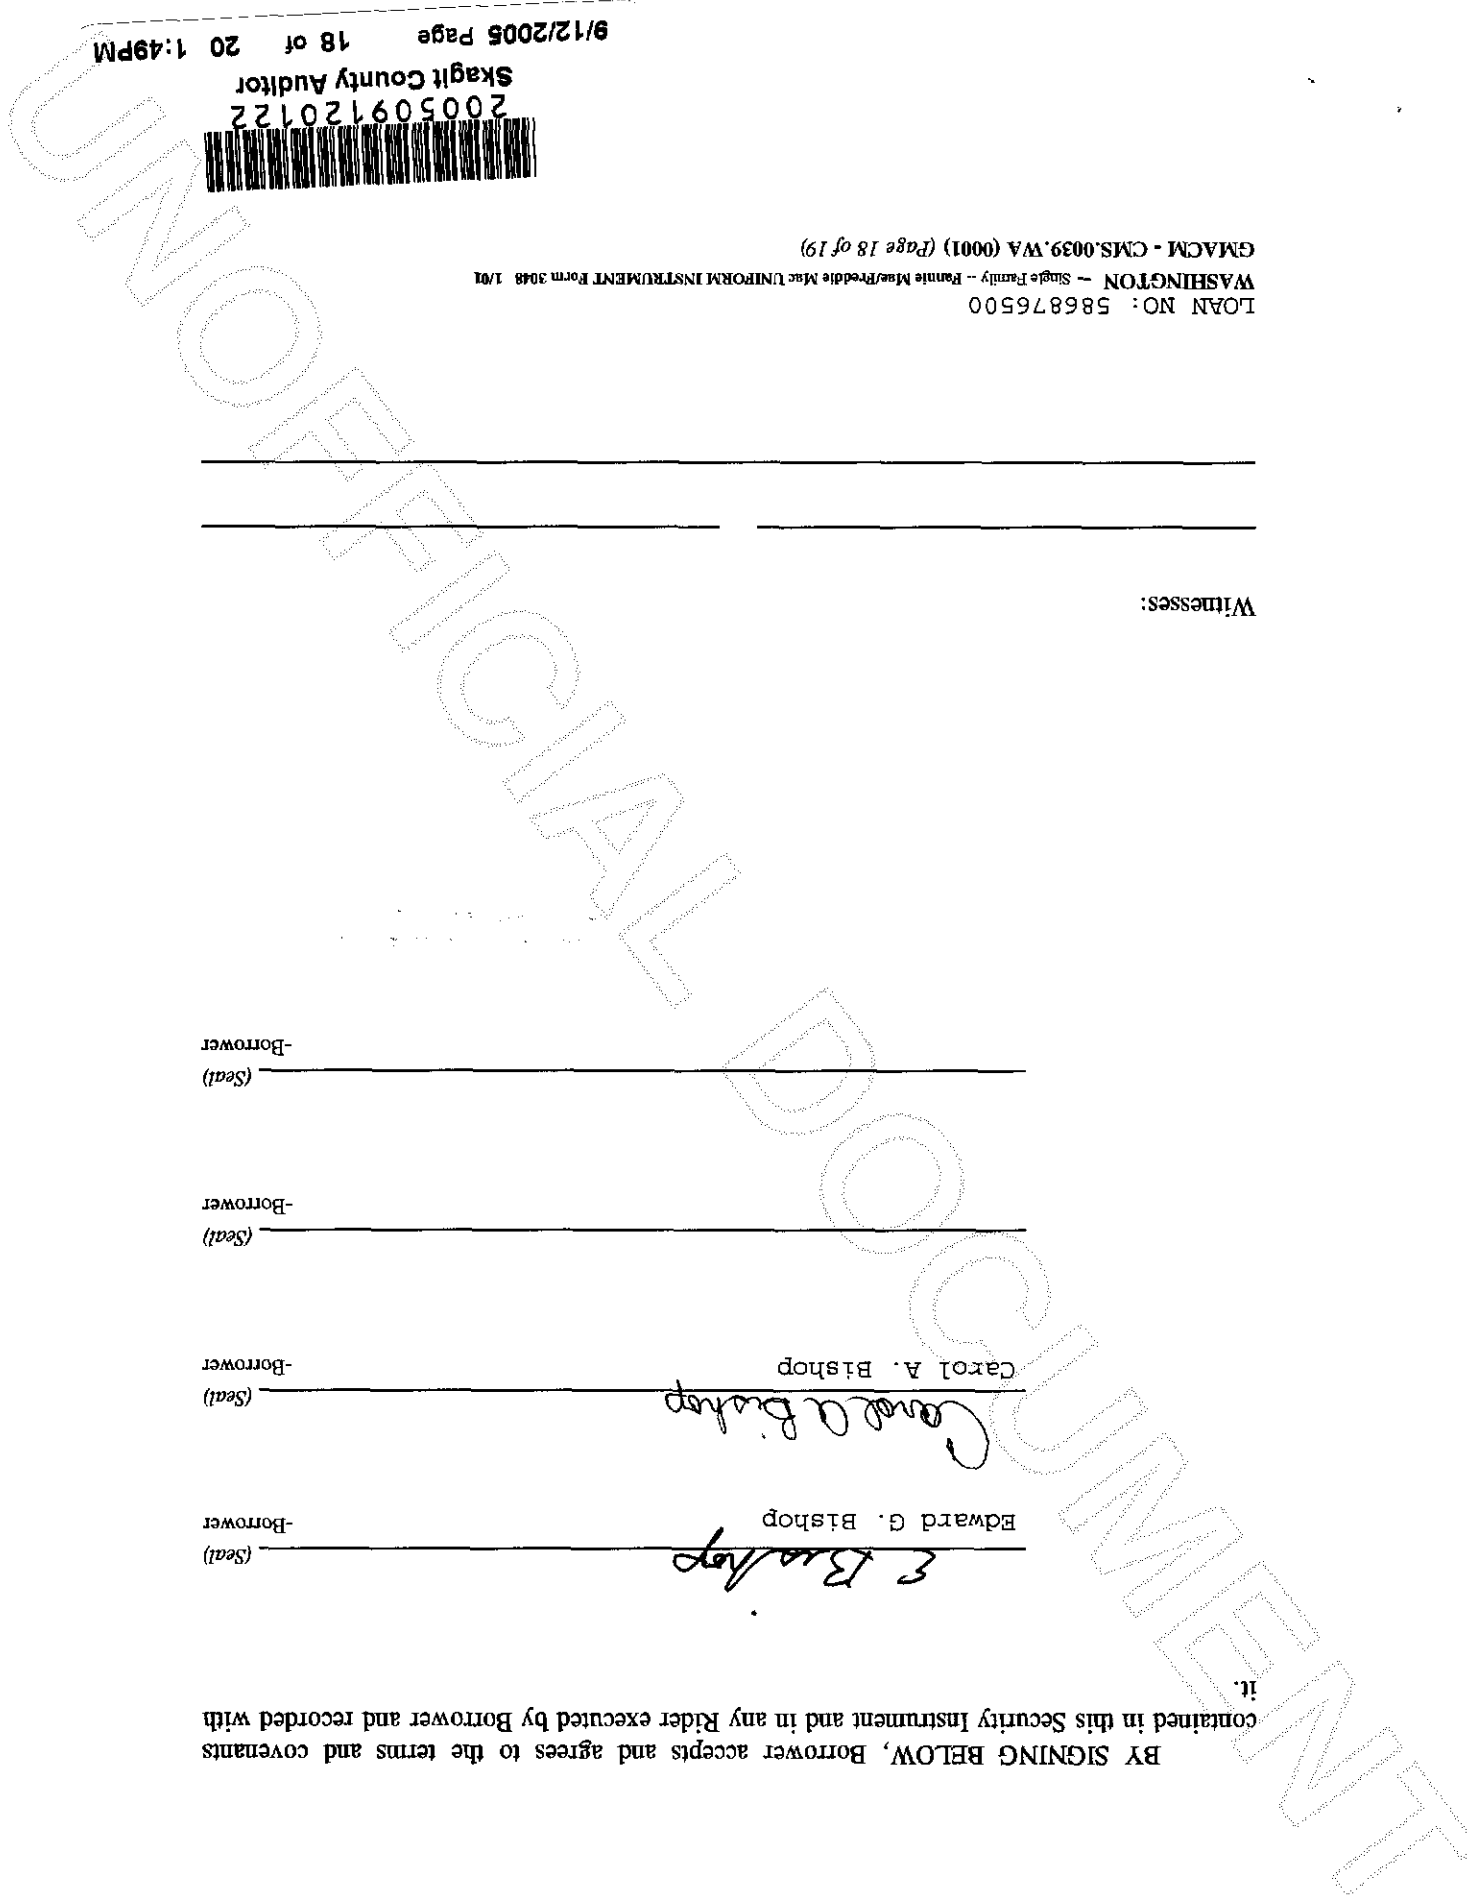 BY SIGNING BELOW, Borrower accepts and agrees to the terms and covenants
contained in this Security Instrument and in any Rider executed by Borrower and recorded with
it.
E Bishop
(Seal)
Edward G. Bishop
-Borrower
Carol A Bishop
(Seal)
Carol A. Bishop
-Borrower
(Seal)
-Borrower
(Seal)
-Borrower
Witnesses:
LOAN NO: 586876500
WASHINGTON -- Single Family -- Fannie Mae/Freddie Mac UNIFORM INSTRUMENT Form 3048 1/01
GMACM - CMS.0039.WA (0001) (Page 18 of 19)
200509120122
Skagit County Auditor
9/12/2005 Page 18 of 20 1:49PM
UNOFFICIAL DOCUMENT